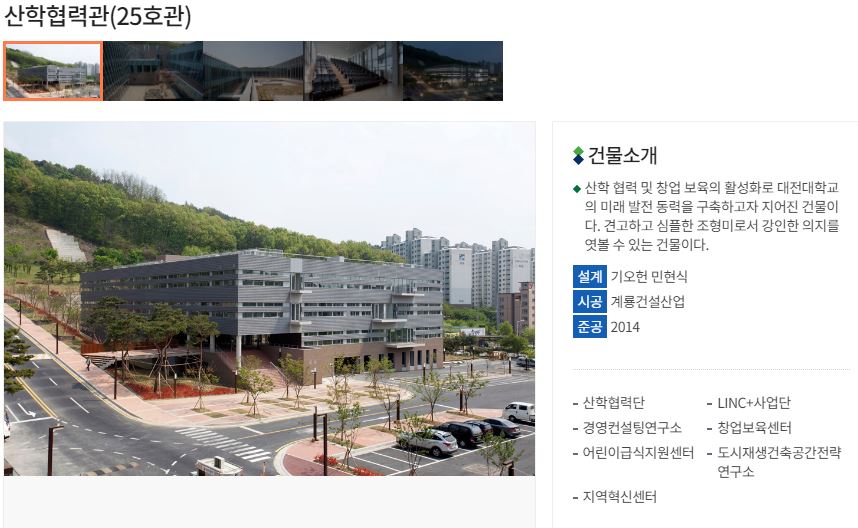 산학협력관(25호관)
건물소개
산학 협력 및 창업 보육의 활성화로 대전대학교
의 미래 발전 동력을 구축하고자 지어진 건물이
다. 견고하고 심플한 조형미로서 강인한 의지를
엿볼 수 있는 건물이다.
설계 기오헌 민현식
시공 계룡건설산업
준공 2014
- 산학협력단
- LINC+사업단
- 경영컨설팅연구소
- 창업보육센터
- 어린이급식지원센터
- 도시재생건축공간전략
연구소
- 지역혁신센터